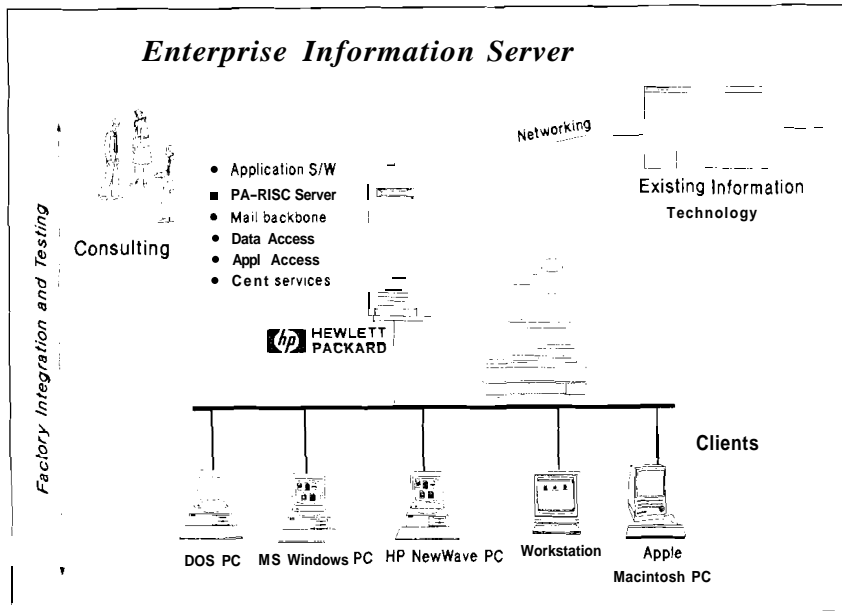 Enterprise Information Server
Networking
Existing Information
Technology
Factory Integration and Testing
Consulting
• Application S/W
■ PA-RISC Server
• Mail backbone
• Data Access
• Appl Access
• Cent services
hp HEWLETT
PACKARD
Clients
DOS PC
MS Windows PC
HP NewWave PC
Workstation
Apple
Macintosh PC